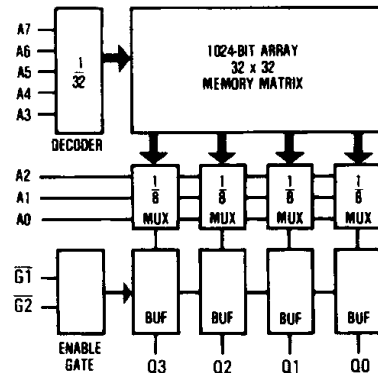 A7
A6
A5
A4
A3
1
32
DECODER
1024-BIT ARRAY
32 x 32
MEMORY MATRIX
A2
A1
A0
1
8
MUX
1
8
MUX
1
8
MUX
1
8
MUX
G1
G2
ENABLE
GATE
BUF
BUF
BUF
BUF
Q3
Q2
Q1
Q0